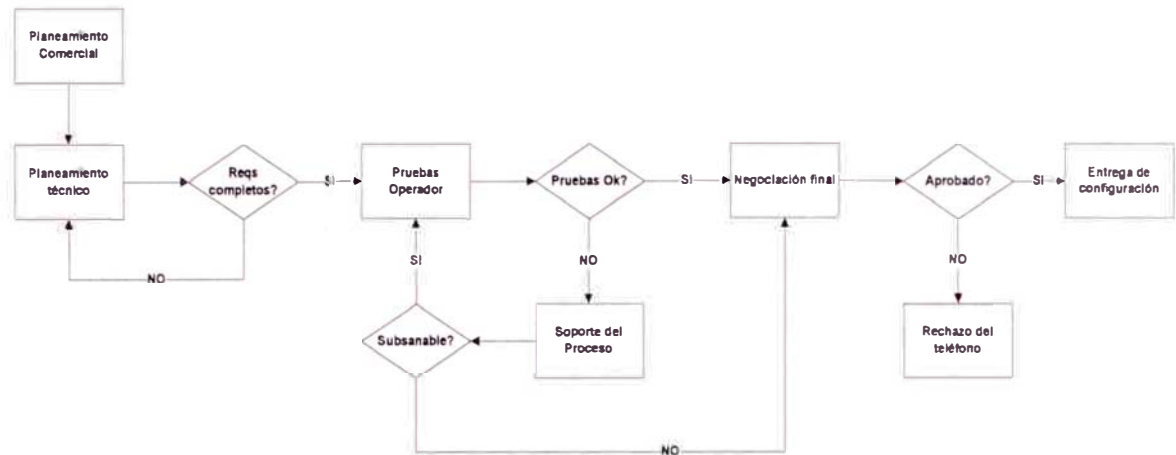 Planeamiento
Comercial
Planeamiento
técnico
Reqs
completos?
SI
Pruebas
Operador
Pruebas Ok?
SI
Negociación final
Aprobado?
SI
Entrega de
configuración
NO
SI
NO
NO
Subsanable?
Soporte del
Proceso
Rechazo del
teléfono
NO